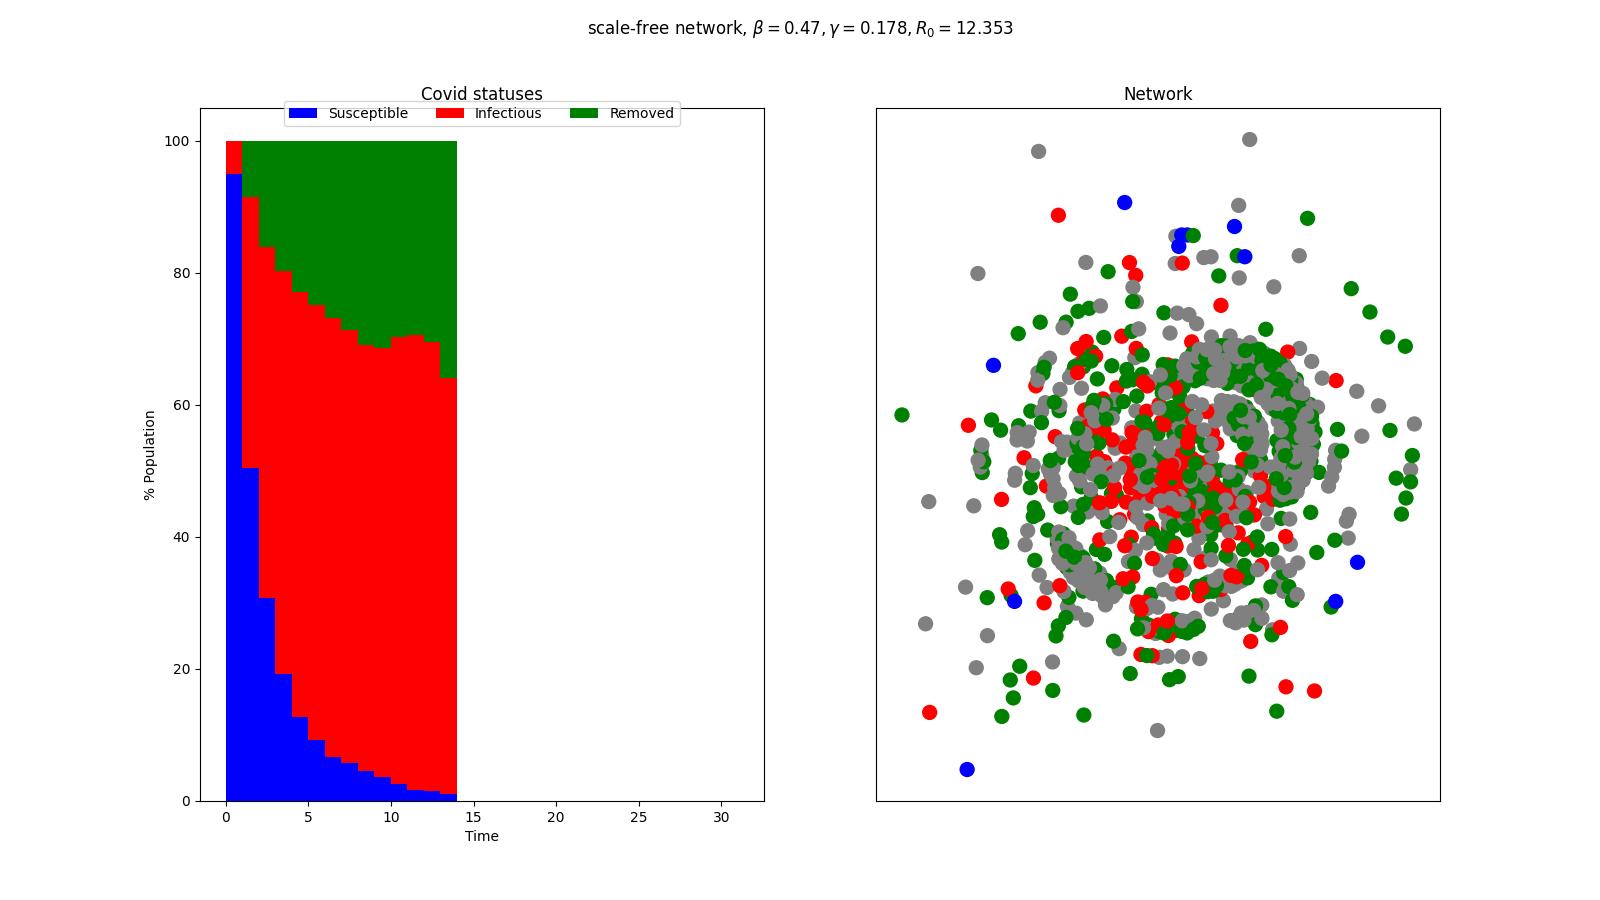 scale-free network, β = 0.47, γ = 0.178, R₀ = 12.353
Covid statuses
Susceptible Infectious Removed
100
80
60
40
20
0
% Population
0 5 10 15 20 25 30
Time
Network